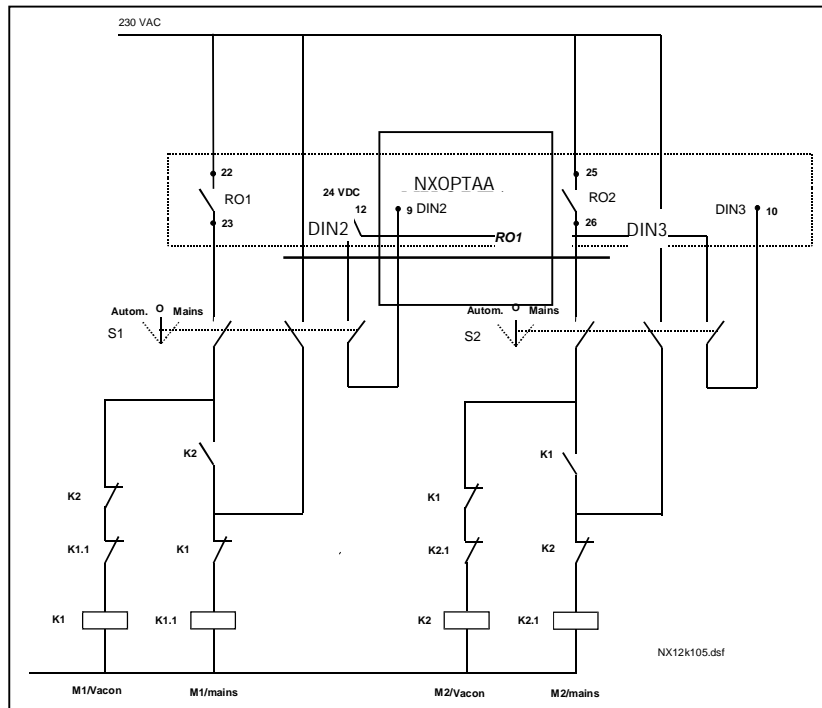 230 VAC
22
RO1
23
24 VDC
12
DIN2
NXOPTAA
9 DIN2
RO1
25
RO2
26
DIN3
DIN3
10
Autom. O Mains
S1
Autom. O Mains
S2
K2
K1
K2
K1
K1.1
K1
K2.1
K2
K1
K1.1
K2
K2.1
NX12k105.dsf
M1/Vacon
M1/mains
M2/Vacon
M2/mains